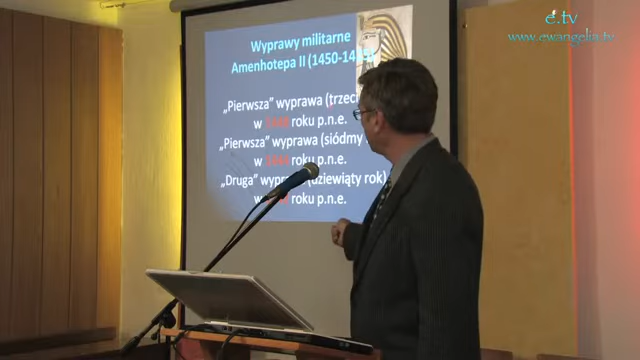 e.tv
www.ewangelia.tv
Wyprawy militarne
Amenhotepa II (1450-14
„Pierwsza” wyprawa (trzeci
w roku p.n.e.
„Pierwsza” wyprawa (siódmy
w roku p.n.e.
„Druga” (dziewiąty rok)
w roku p.n.e.